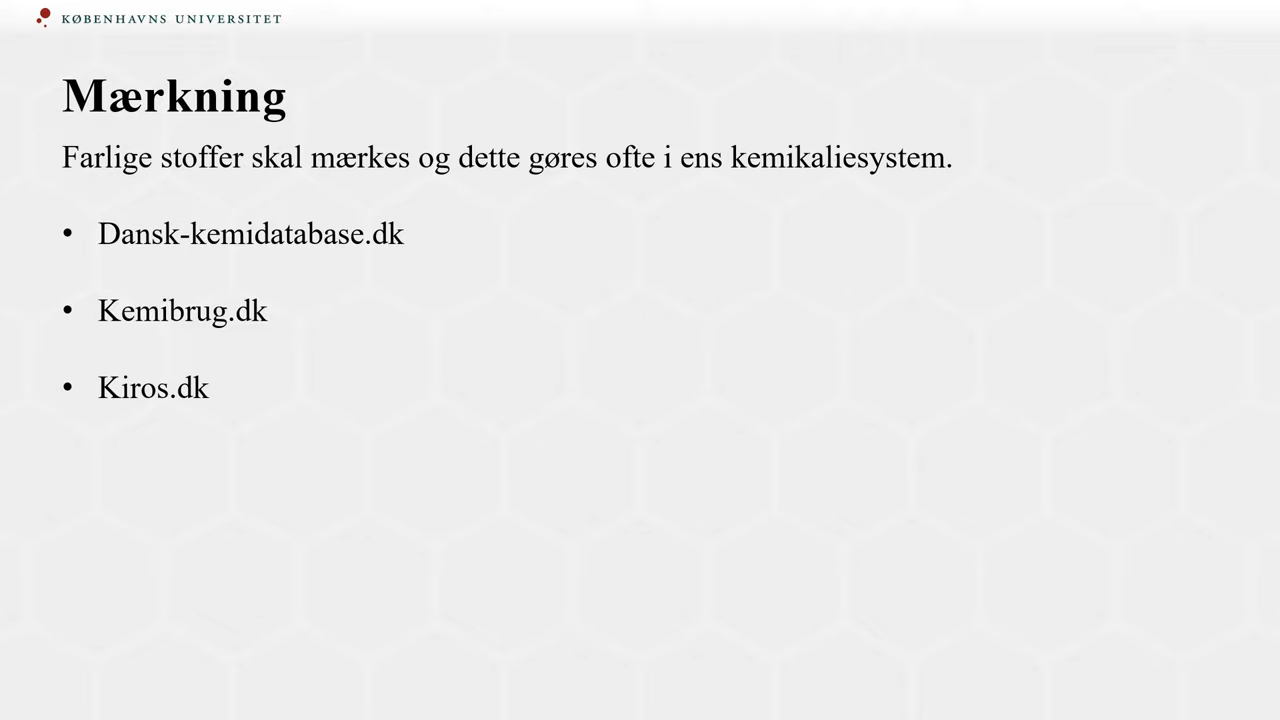 KØBENHAVNS UNIVERSITET
Mærkning
Farlige stoffer skal mærkes og dette gøres ofte i ens kemikaliesystem.
• Dansk-kemidatabase.dk
• Kemibrug.dk
• Kiros.dk